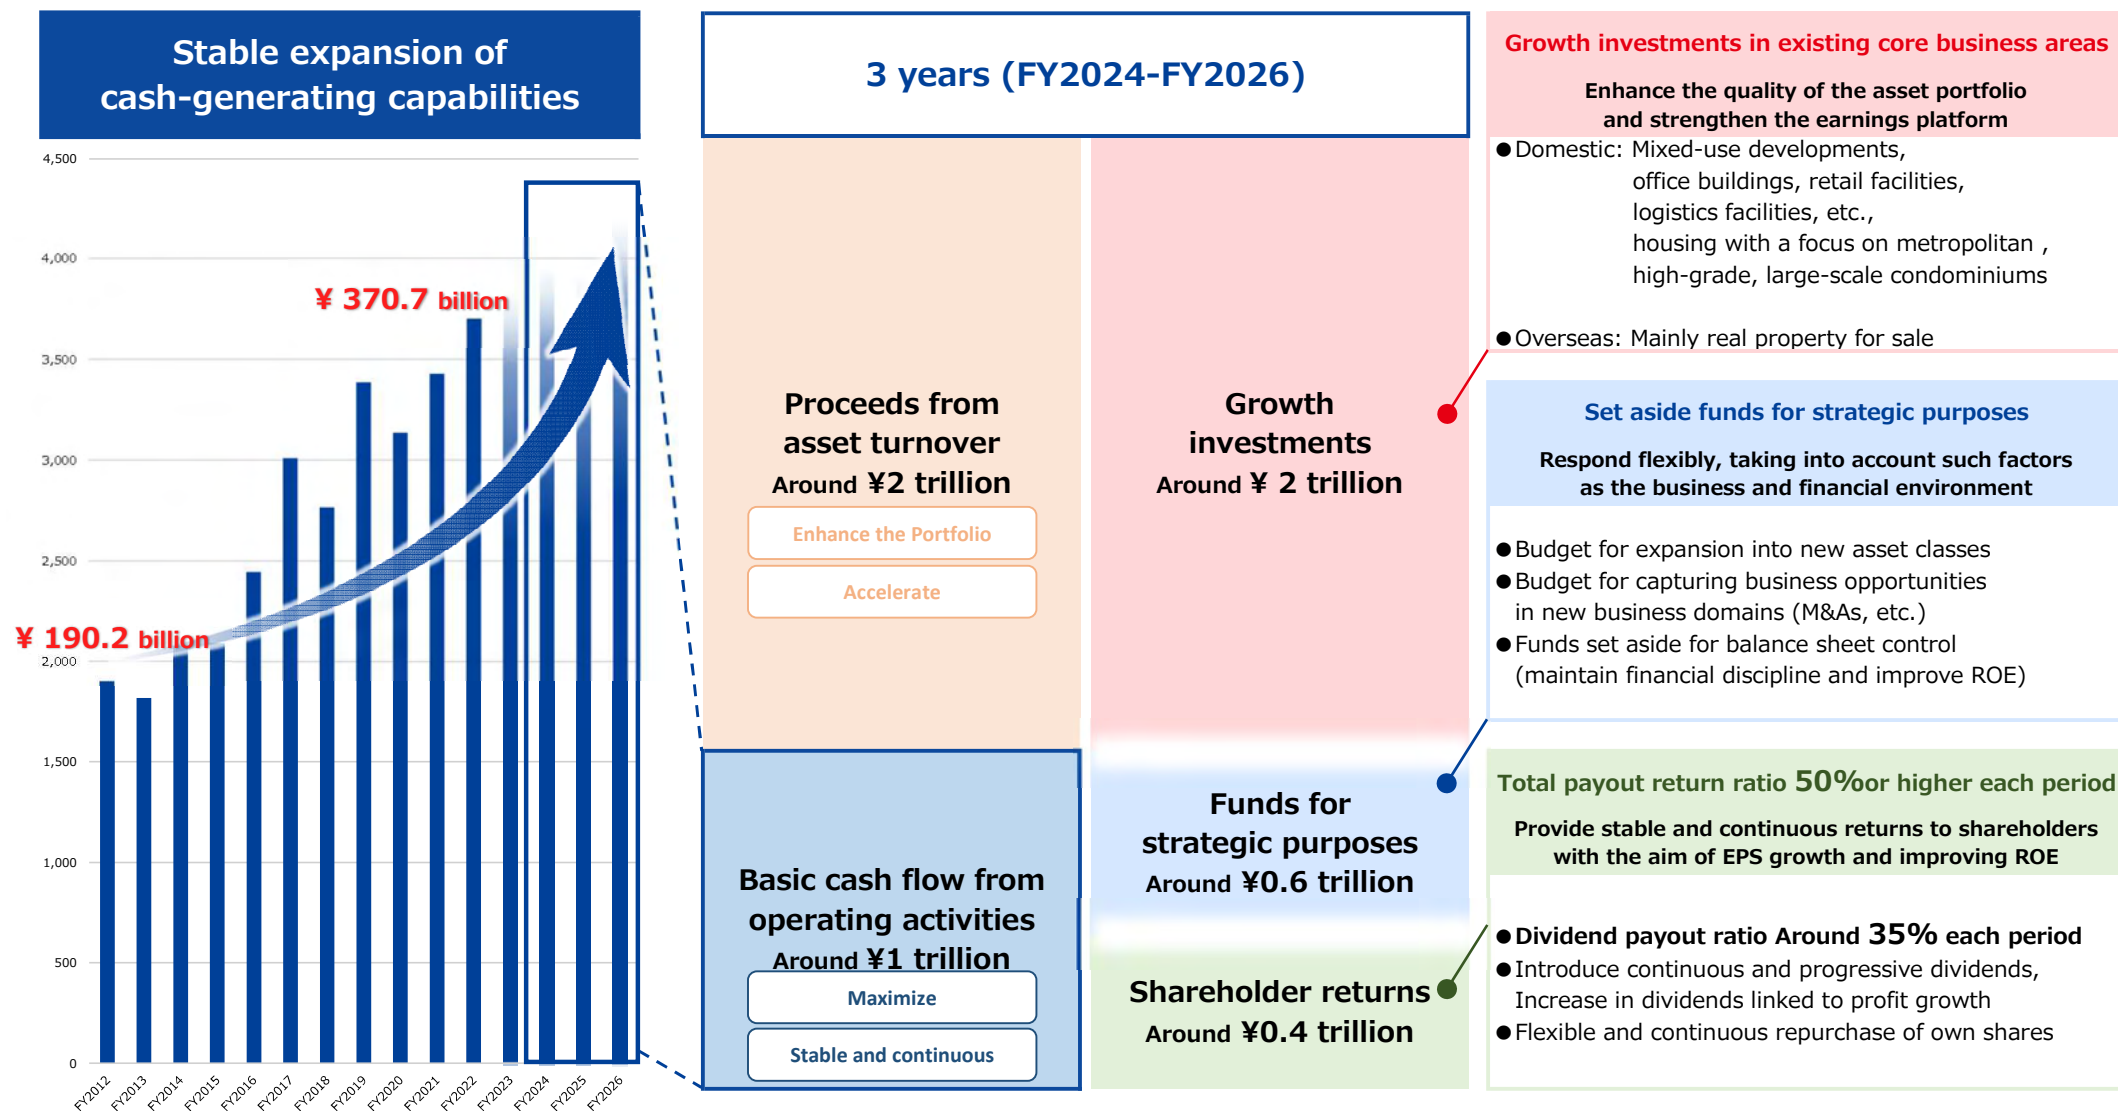 Stable expansion of
cash-generating capabilities
4,500
4,000
3,500
3,000
2,500
2,000
1,500
1,000
500
0
¥ 370.7 billion
¥ 190.2 billion
FY2012
FY2013
FY2014
FY2015
FY2016
FY2017
FY2018
FY2019
FY2020
FY2021
FY2022
FY2023
FY2024
FY2025
FY2026
3 years (FY2024-FY2026)
Proceeds from
asset turnover
Around ¥2 trillion
Enhance the Portfolio
Accelerate
Basic cash flow from
operating activities
Around ¥1 trillion
Maximize
Stable and continuous
Growth
investments
Around ¥ 2 trillion
Funds for
strategic purposes
Around ¥0.6 trillion
Shareholder returns
Around ¥0.4 trillion
Growth investments in existing core business areas
Enhance the quality of the asset portfolio
and strengthen the earnings platform
●Domestic: Mixed-use developments,
office buildings, retail facilities,
logistics facilities, etc.,
housing with a focus on metropolitan ,
high-grade, large-scale condominiums
●Overseas: Mainly real property for sale
Set aside funds for strategic purposes
Respond flexibly, taking into account such factors
as the business and financial environment
●Budget for expansion into new asset classes
●Budget for capturing business opportunities
in new business domains (M&As, etc.)
●Funds set aside for balance sheet control
(maintain financial discipline and improve ROE)
Total payout return ratio 50%or higher each period
Provide stable and continuous returns to shareholders
with the aim of EPS growth and improving ROE
●Dividend payout ratio Around 35% each period
●Introduce continuous and progressive dividends,
Increase in dividends linked to profit growth
●Flexible and continuous repurchase of own shares